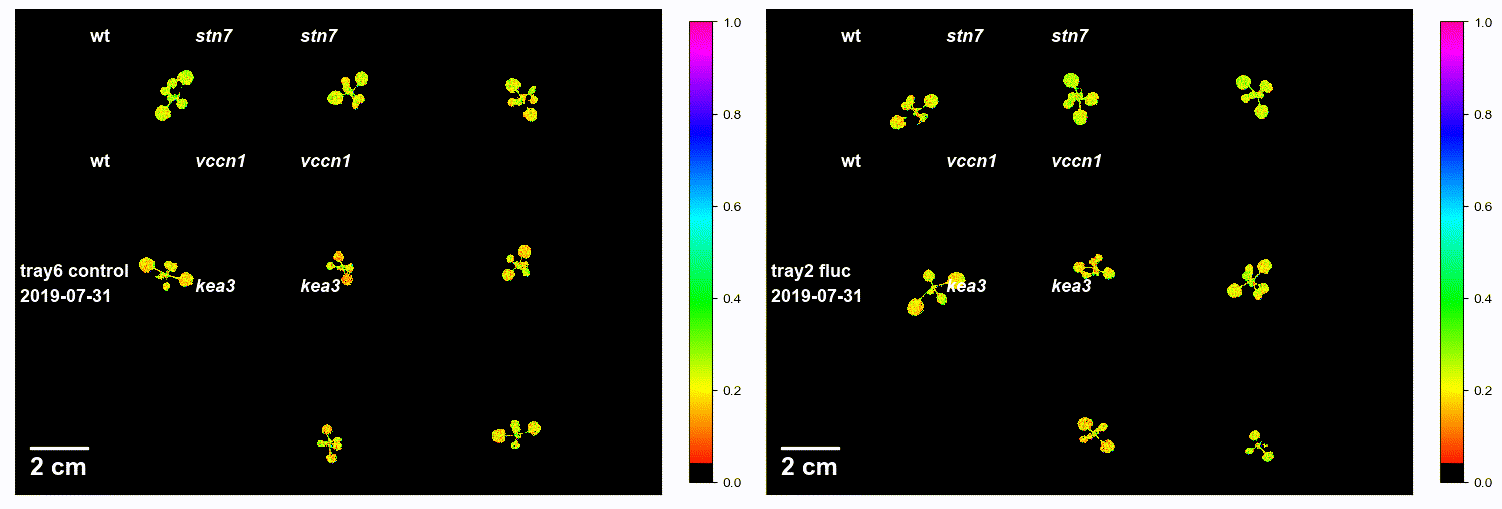 wt stn7 stn7
wt vccn1 vccn1
tray6 control
2019-07-31
kea3 kea3
2 cm
1.0
0.8
0.6
0.4
0.2
0.0
wt stn7 stn7
wt vccn1 vccn1
tray2 fluc
2019-07-31
kea3 kea3
2 cm
1.0
0.8
0.6
0.4
0.2
0.0